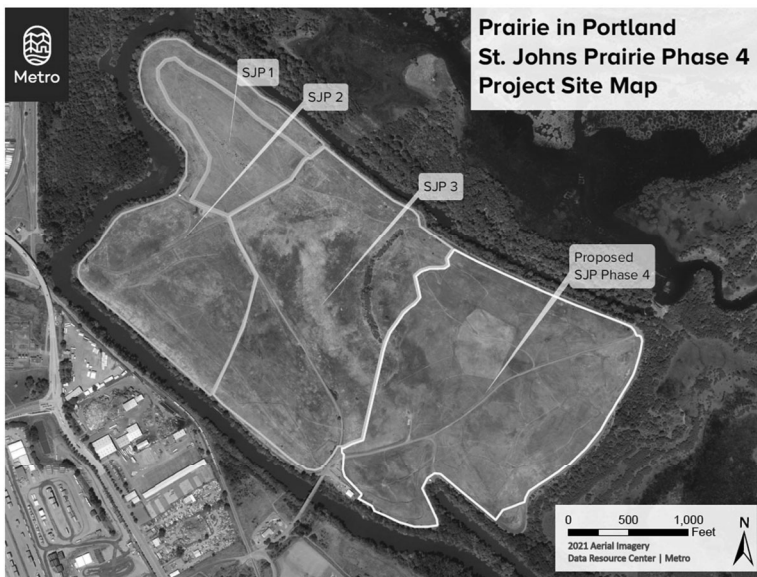 Metro
Prairie in Portland
St. Johns Prairie Phase 4
Project Site Map
SJP 1
SJP 2
SJP 3
Proposed
SJP Phase 4
0 500 1,000
Feet
N
2021 Aerial Imagery
Data Resource Center | Metro